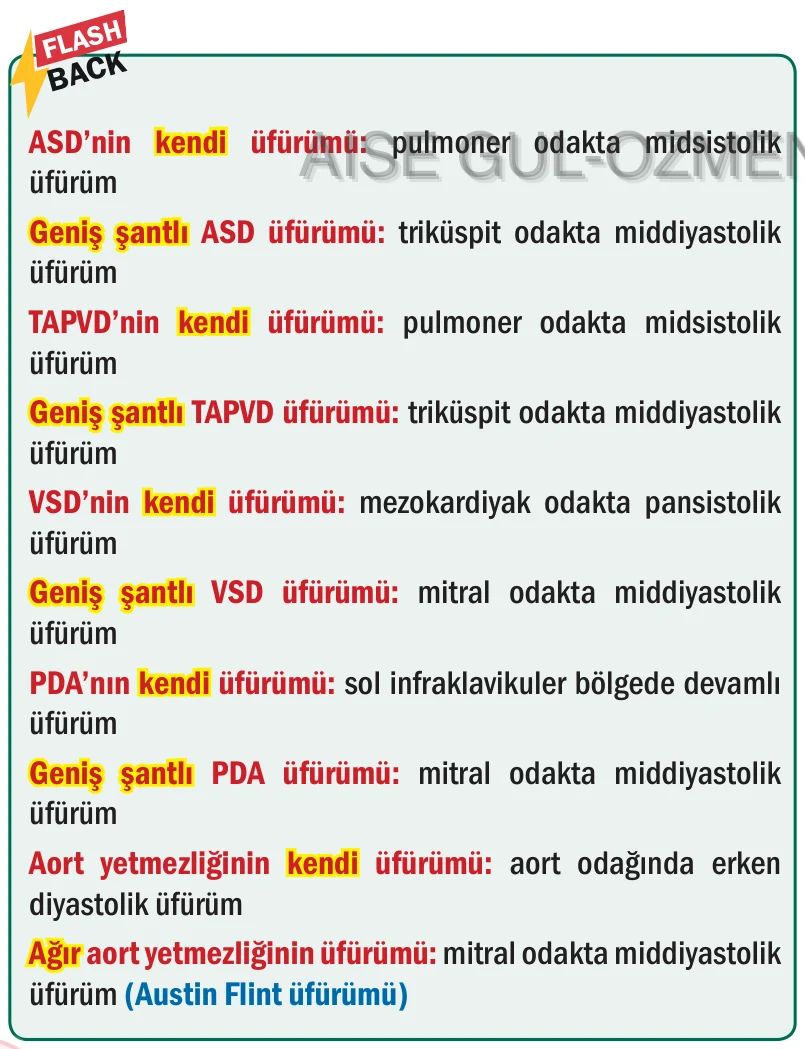 FLASH
BACK
ASD’nin kendi üfürümü: pulmoner odakta midsistolik
üfürüm
AISE GUL-OZMEN
Geniş şantlı ASD üfürümü: triküspit odakta middiyastolik
üfürüm
TAPVD’nin kendi üfürümü: pulmoner odakta midsistolik
üfürüm
Geniş şantlı TAPVD üfürümü: triküspit odakta middiyastolik
üfürüm
VSD’nin kendi üfürümü: mezokardiyak odakta pansistolik
üfürüm
Geniş şantlı VSD üfürümü: mitral odakta middiyastolik
üfürüm
PDA’nın kendi üfürümü: sol infraklavikuler bölgede devamlı
üfürüm
Geniş şantlı PDA üfürümü: mitral odakta middiyastolik
üfürüm
Aort yetmezliğinin kendi üfürümü: aort odağında erken
diyastolik üfürüm
Ağır aort yetmezliğinin üfürümü: mitral odakta middiyastolik
üfürüm (Austin Flint üfürümü)